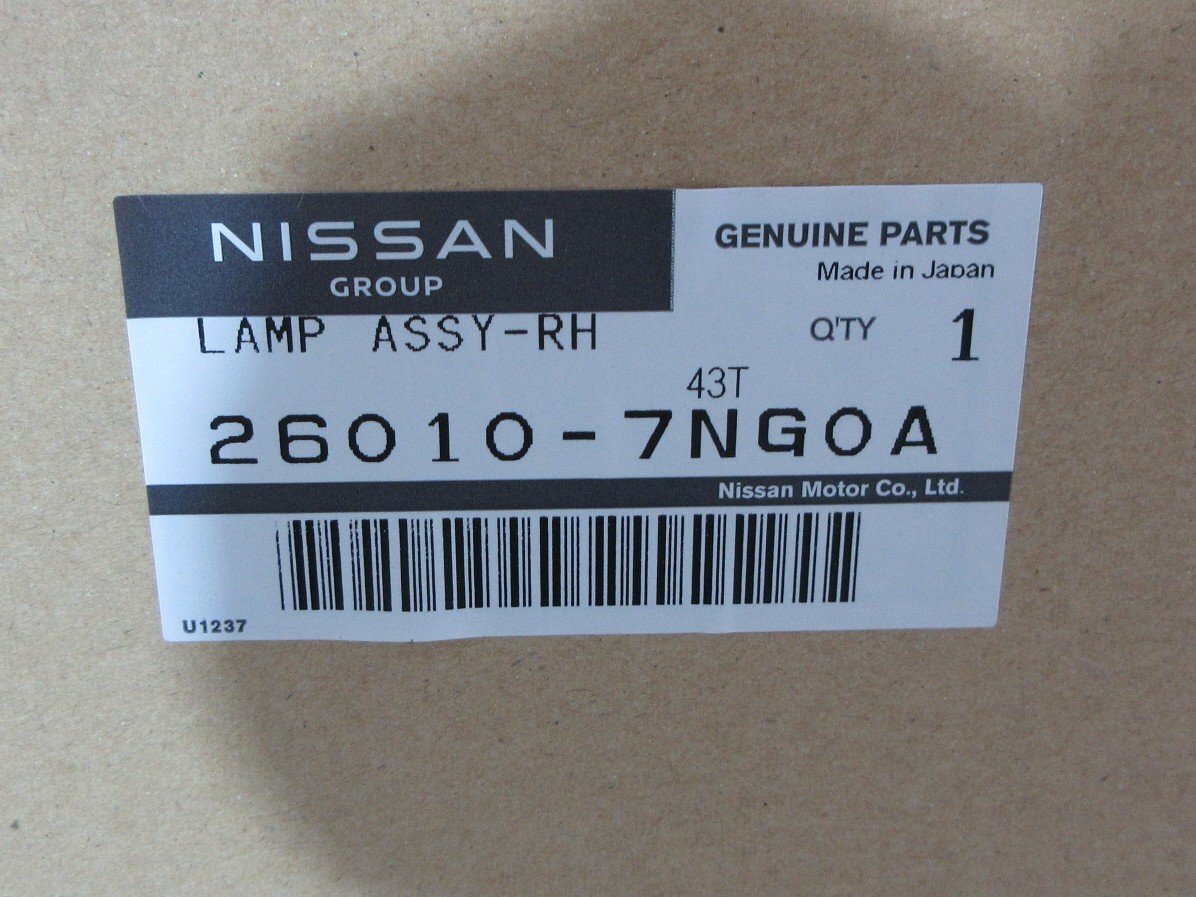 NISSAN
GROUP
GENUINE PARTS
Made in Japan
LAMP ASSY-RH
Q'TY 1
43T
26010-7NG0A
Nissan Motor Co., Ltd.
U1237